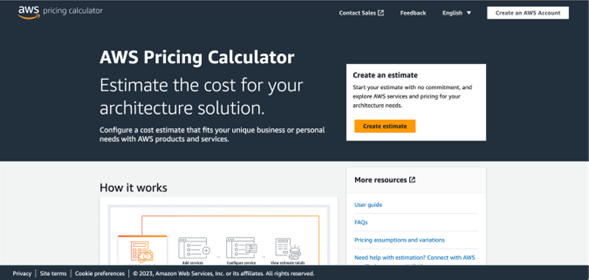 aws pricing calculator
Contact Sales
Feedback
English
Create an AWS Account
AWS Pricing Calculator
Estimate the cost for your
architecture solution.
Configure a cost estimate that fits your unique business or personal
needs with AWS products and services.
Create an estimate
Start your estimate with no commitment, and
explore AWS services and pricing for your
architecture needs.
Create estimate
How it works
Add services
Configure service
View estimate totals
More resources
User guide
FAQs
Pricing assumptions and variations
Need help with estimation? Connect with AWS
Privacy | Site terms | Cookie preferences | © 2023, Amazon Web Services, Inc. or its affiliates. All rights reserved.